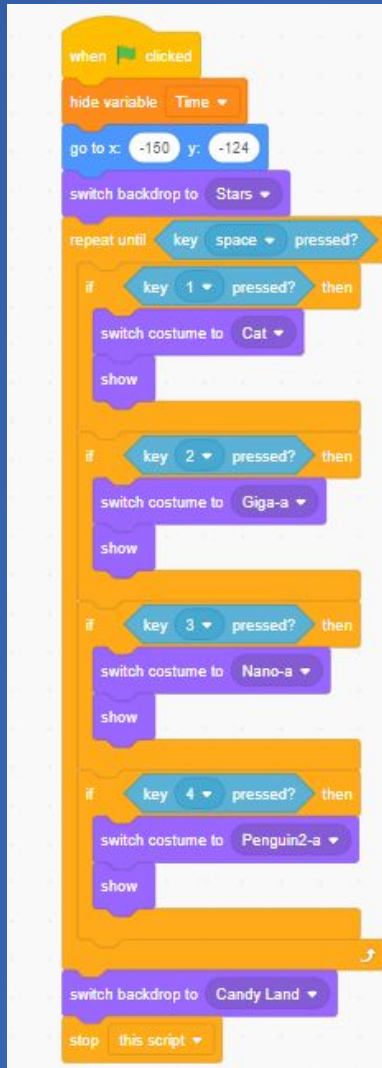 when clicked
hide variable Time
go to x: -150 y: -124
switch backdrop to Stars
repeat until key space pressed?
if key 1 pressed? then
switch costume to Cat
show
if key 2 pressed? then
switch costume to Giga-a
show
if key 3 pressed? then
switch costume to Nano-a
show
if key 4 pressed? then
switch costume to Penguin2-a
show
switch backdrop to Candy Land
stop this script